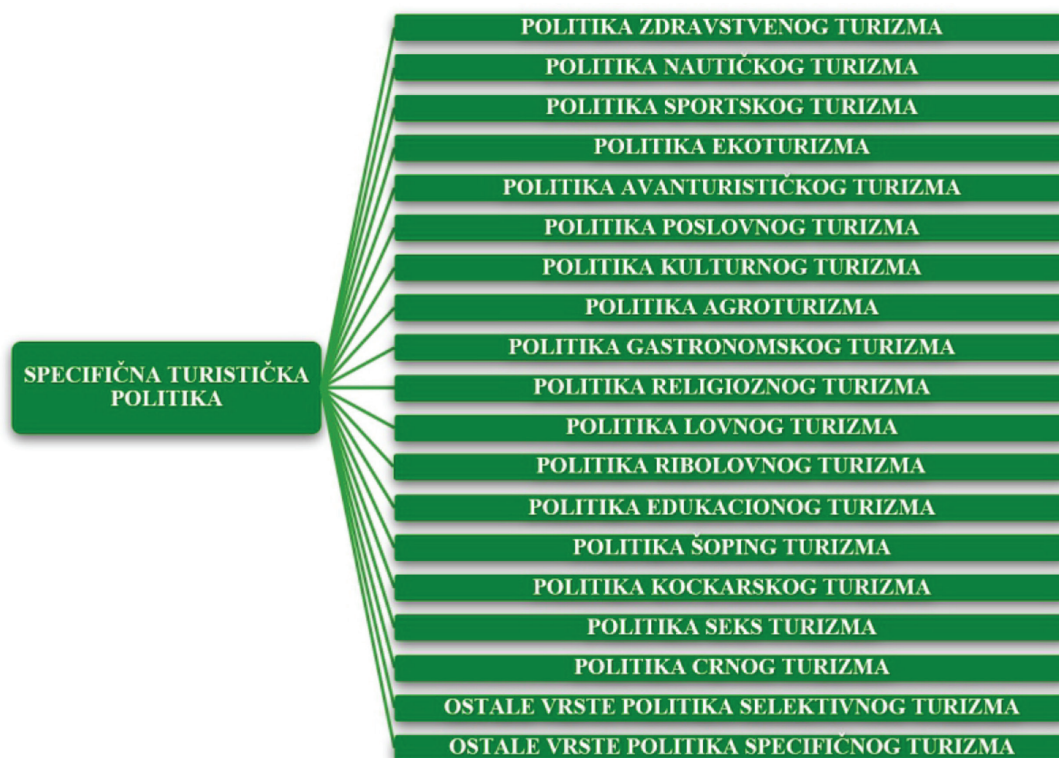 POLITIKA ZDRAVSTVENOG TURIZMA
POLITIKA NAUTIČKOG TURIZMA
POLITIKA SPORTSKOG TURIZMA
POLITIKA EKOTURIZMA
POLITIKA AVANTURISTIČKOG TURIZMA
POLITIKA POSLOVNOG TURIZMA
POLITIKA KULTURNOG TURIZMA
POLITIKA AGROTURIZMA
POLITIKA GASTRONOMSKOG TURIZMA
SPECIFIČNA TURISTIČKA
POLITIKA
POLITIKA RELIGIOZNOG TURIZMA
POLITIKA LOVNOG TURIZMA
POLITIKA RIBOLOVNOG TURIZMA
POLITIKA EDUKACIONOG TURIZMA
POLITIKA ŠOPING TURIZMA
POLITIKA KOCKARSKOG TURIZMA
POLITIKA SEKS TURIZMA
POLITIKA CRNOG TURIZMA
OSTALE VRSTE POLITIKA SELEKTIVNOG TURIZMA
OSTALE VRSTE POLITIKA SPECIFIČNOG TURIZMA